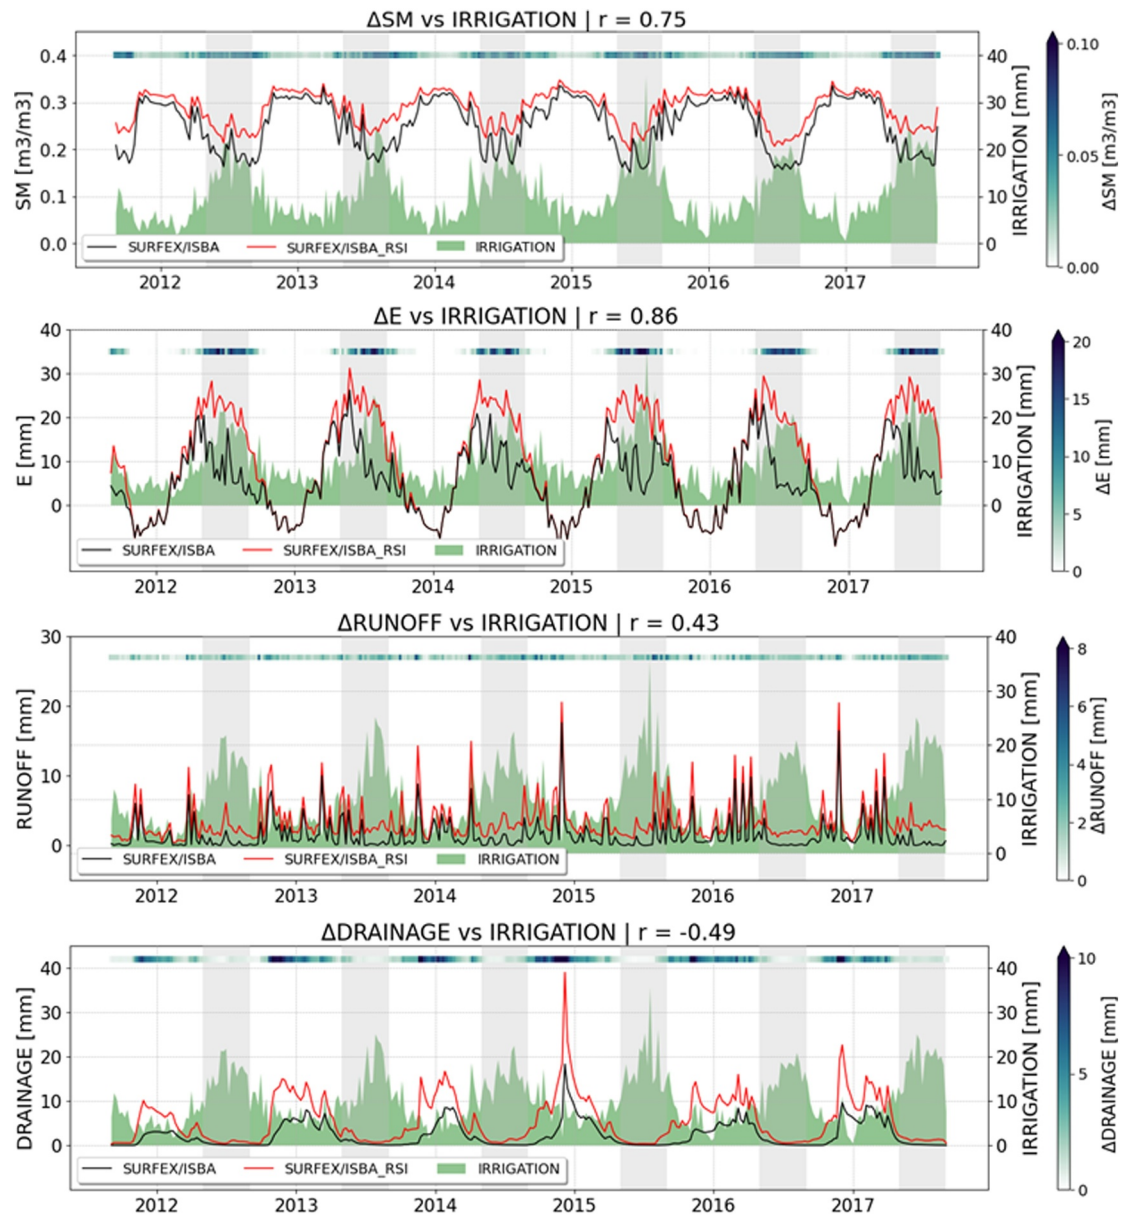 ΔSM vs IRRIGATION | r = 0.75
SM [m3/m3]
0.4
0.3
0.2
0.1
0.0
40
30
20
10
0
IRRIGATION [mm]
0.10
0.05
0.00
ΔSM [m3/m3]
SURFEX/ISBA SURFEX/ISBA_RSI IRRIGATION
2012 2013 2014 2015 2016 2017
ΔE vs IRRIGATION | r = 0.86
E [mm]
40
30
20
10
0
40
30
20
10
0
IRRIGATION [mm]
20
15
10
5
0
ΔE [mm]
SURFEX/ISBA SURFEX/ISBA_RSI IRRIGATION
2012 2013 2014 2015 2016 2017
ΔRUNOFF vs IRRIGATION | r = 0.43
RUNOFF [mm]
30
20
10
0
40
30
20
10
0
IRRIGATION [mm]
8
6
4
2
0
ΔRUNOFF [mm]
SURFEX/ISBA SURFEX/ISBA_RSI IRRIGATION
2012 2013 2014 2015 2016 2017
ΔDRAINAGE vs IRRIGATION | r = -0.49
DRAINAGE [mm]
40
30
20
10
0
40
30
20
10
0
IRRIGATION [mm]
10
5
0
ΔDRAINAGE [mm]
SURFEX/ISBA SURFEX/ISBA_RSI IRRIGATION
2012 2013 2014 2015 2016 2017